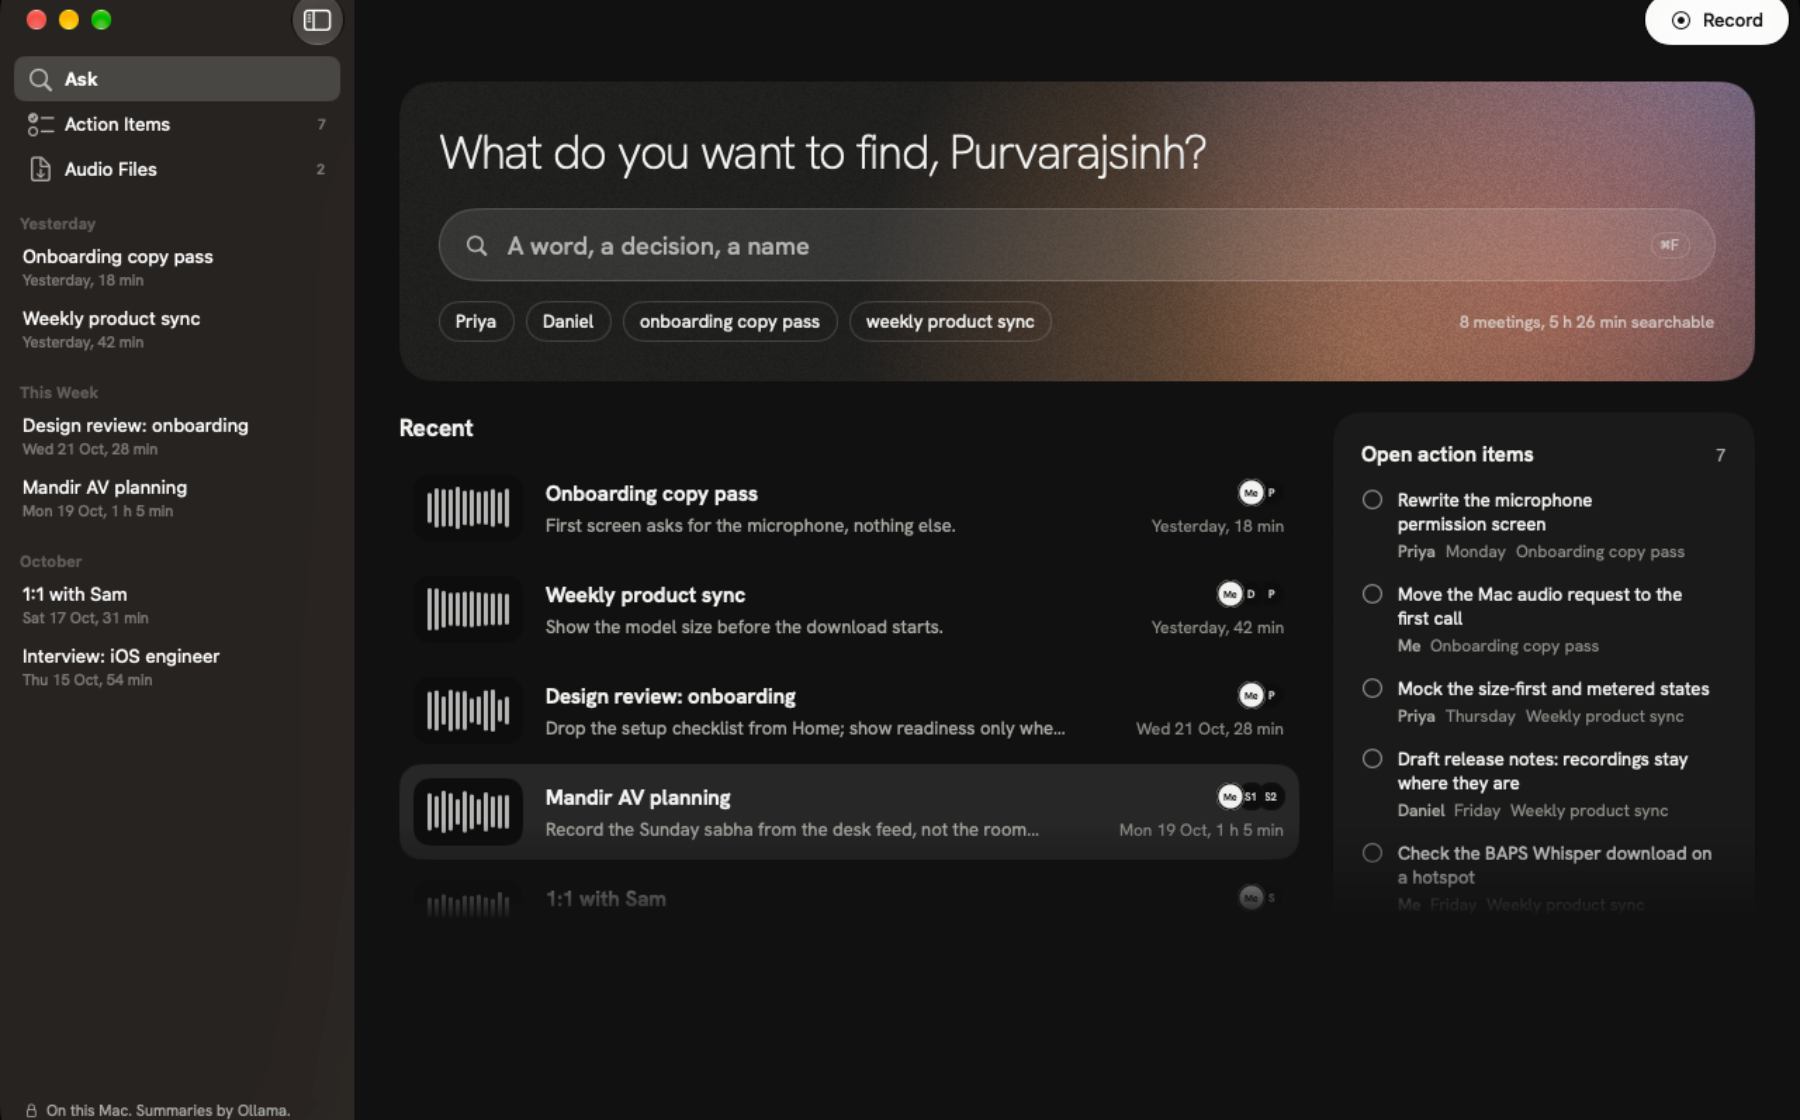 Record
Ask
Action Items 7
Audio Files 2
Yesterday
Onboarding copy pass
Yesterday, 18 min
Weekly product sync
Yesterday, 42 min
This Week
Design review: onboarding
Wed 21 Oct, 28 min
Mandir AV planning
Mon 19 Oct, 1 h 5 min
October
1:1 with Sam
Sat 17 Oct, 31 min
Interview: iOS engineer
Thu 15 Oct, 54 min
On this Mac. Summaries by Ollama.
What do you want to find, Purvarajsinh?
A word, a decision, a name
⌘F
Priya Daniel onboarding copy pass weekly product sync
8 meetings, 5 h 26 min searchable
Recent
Onboarding copy pass
Me P
First screen asks for the microphone, nothing else.
Yesterday, 18 min
Weekly product sync
Me D P
Show the model size before the download starts.
Yesterday, 42 min
Design review: onboarding
Me P
Drop the setup checklist from Home; show readiness only whe...
Wed 21 Oct, 28 min
Mandir AV planning
Me S1 S2
Record the Sunday sabha from the desk feed, not the room...
Mon 19 Oct, 1 h 5 min
1:1 with Sam
Me S
Open action items 7
Rewrite the microphone
permission screen
Priya Monday Onboarding copy pass
Move the Mac audio request to the
first call
Me Onboarding copy pass
Mock the size-first and metered states
Priya Thursday Weekly product sync
Draft release notes: recordings stay
where they are
Daniel Friday Weekly product sync
Check the BAPS Whisper download on
a hotspot
Me Friday Weekly product sync